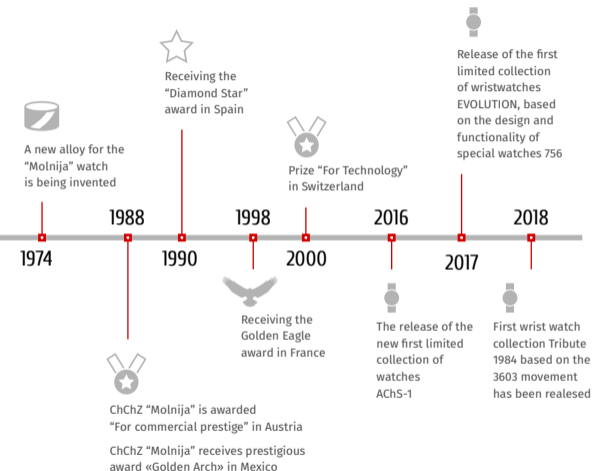 Release of the first
limited collection
of wristwatches
EVOLUTION, based
on the design and
functionality of
special watches 756
Receiving the
“Diamond Star”
award in Spain
A new alloy for the
“Molnija” watch
is being invented
Prize “For Technology”
in Switzerland
1988
1998
2016
2018
1974
1990
2000
2017
Receiving the
Golden Eagle
award in France
The release of the
new first limited
collection of
watches
AChS-1
First wrist watch
collection Tribute
1984 based on the
3603 movement
has been realesed
ChChZ “Molnija” is awarded
“For commercial prestige” in Austria
ChChZ “Molnija” receives prestigious
award «Golden Arch» in Mexico